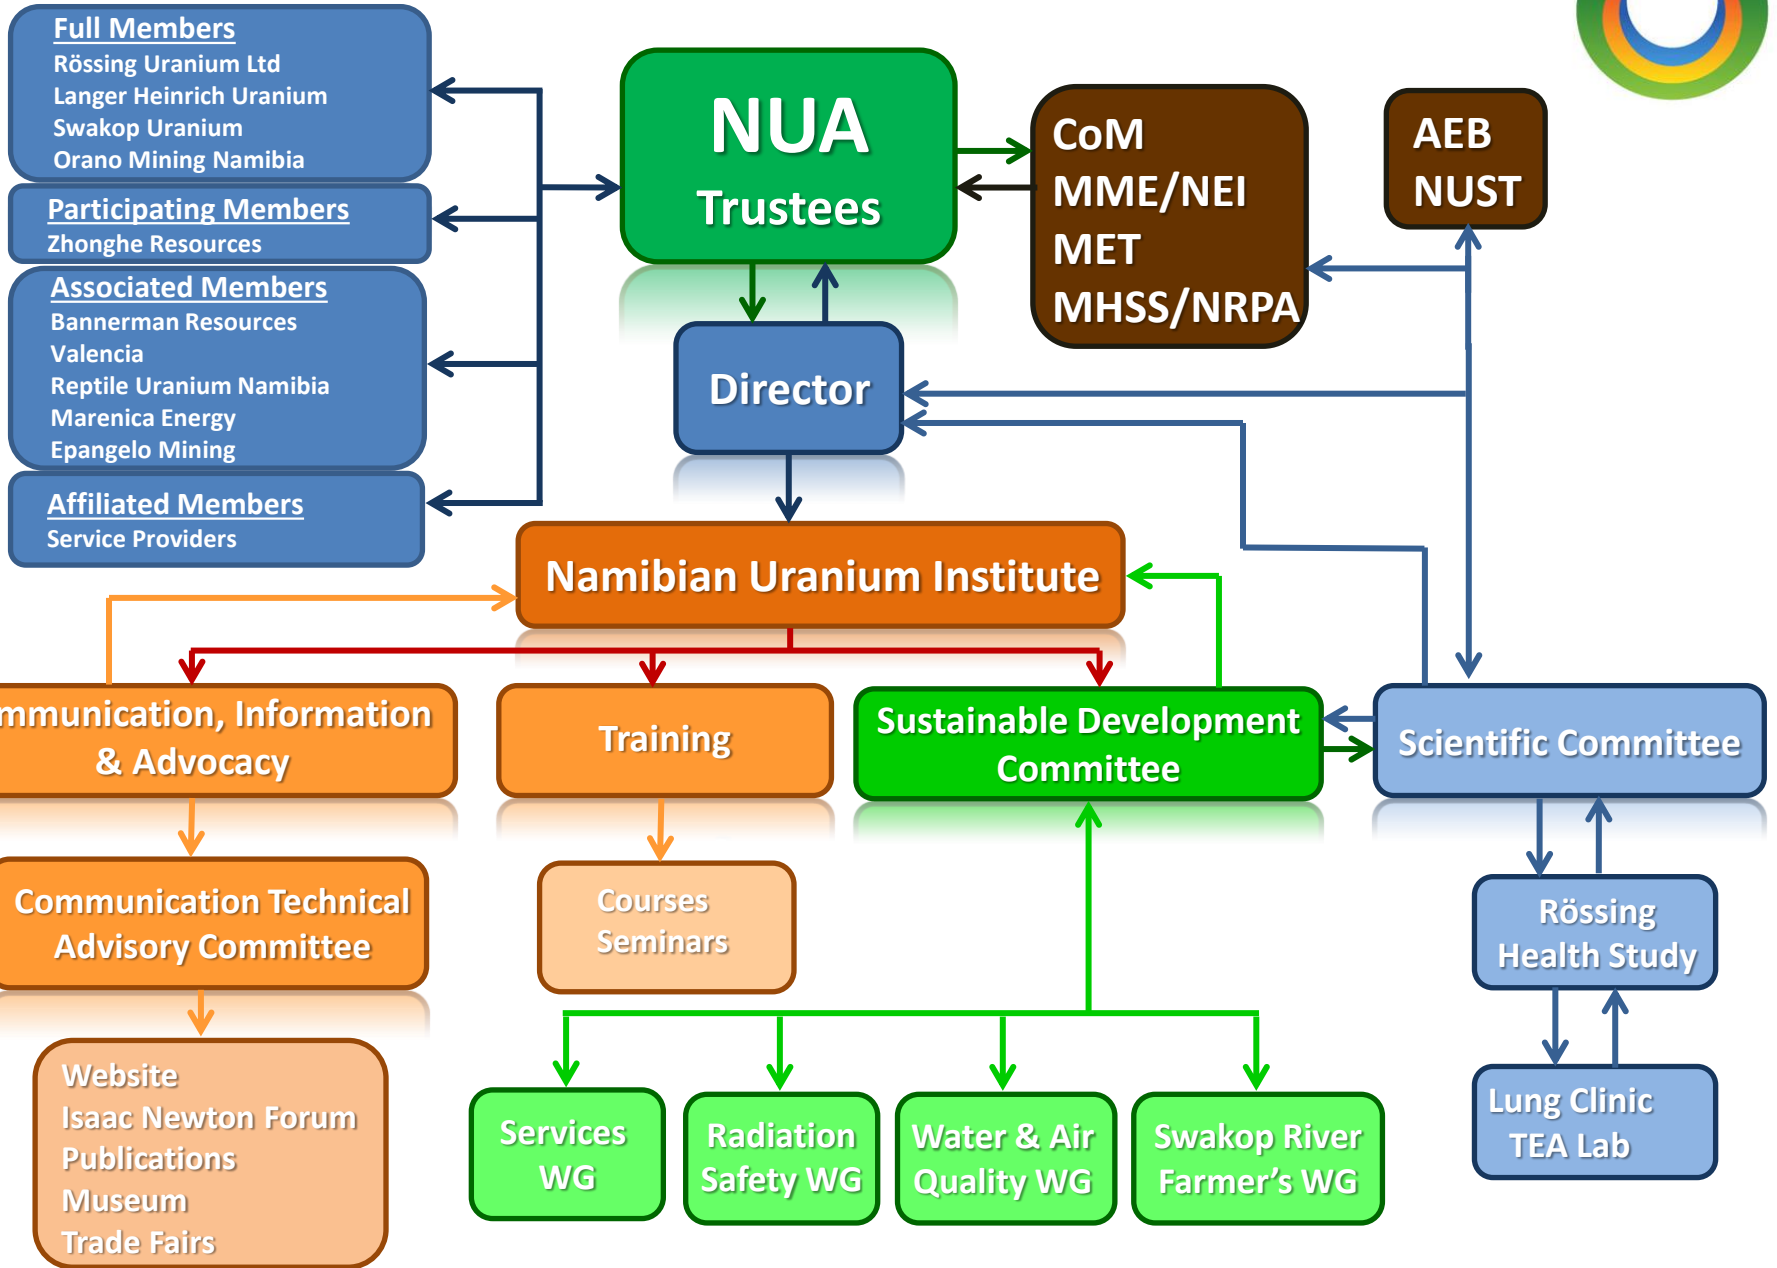 Full Members
Rössing Uranium Ltd
Langer Heinrich Uranium
Swakop Uranium
Orano Mining Namibia
Participating Members
Zhonghe Resources
Associated Members
Bannerman Resources
Valencia
Reptile Uranium Namibia
Marenica Energy
Epangelo Mining
Affiliated Members
Service Providers
NUA
Trustees
CoM
MME/NEI
MET
MHSS/NRPA
AEB
NUST
Director
Namibian Uranium Institute
mmunication, Information
& Advocacy
Training
Sustainable Development
Committee
Scientific Committee
Communication Technical
Advisory Committee
Courses
Seminars
Rössing
Health Study
Website
Isaac Newton Forum
Publications
Museum
Trade Fairs
Services
WG
Radiation
Safety WG
Water & Air
Quality WG
Swakop River
Farmer’s WG
Lung Clinic
TEA Lab